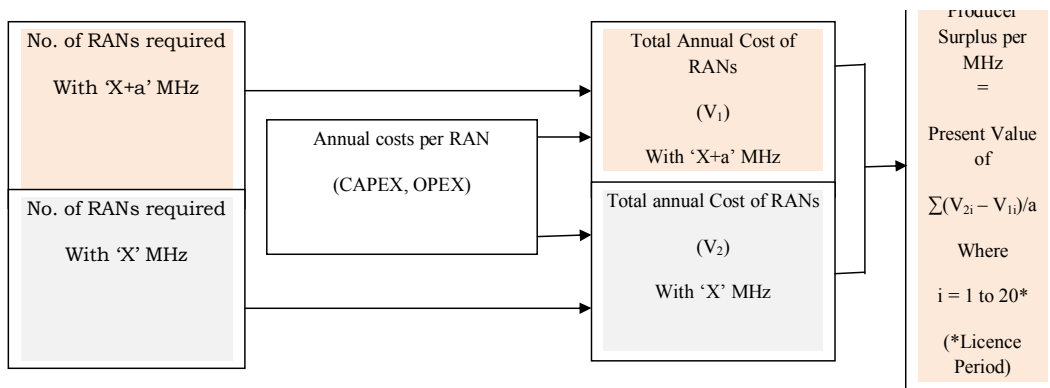 No. of RANs required
With ‘X+a’ MHz
No. of RANs required
With ‘X’ MHz
Annual costs per RAN
(CAPEX, OPEX)
Total Annual Cost of
RANs
(V₁)
With ‘X+a’ MHz
Total annual Cost of RANs
(V₂)
With ‘X’ MHz
Producer
Surplus per
MHz
=
Present Value
of
∑(V₂ᵢ – V₁ᵢ)/a
Where
i = 1 to 20*
(*Licence
Period)